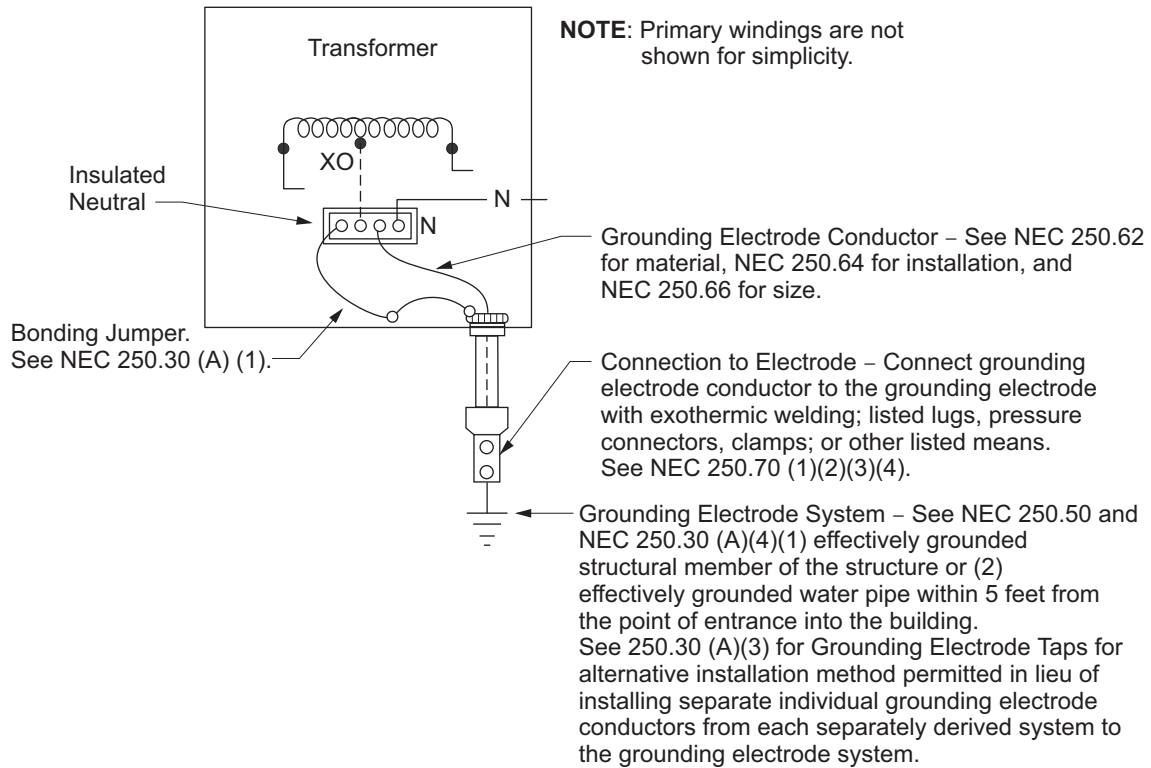 Transformer
NOTE: Primary windings are not
shown for simplicity.
XO
Insulated
Neutral
N
N
Grounding Electrode Conductor – See NEC 250.62
for material, NEC 250.64 for installation, and
NEC 250.66 for size.
Bonding Jumper.
See NEC 250.30 (A) (1).
Connection to Electrode – Connect grounding
electrode conductor to the grounding electrode
with exothermic welding; listed lugs, pressure
connectors, clamps; or other listed means.
See NEC 250.70 (1)(2)(3)(4).
Grounding Electrode System – See NEC 250.50 and
NEC 250.30 (A)(4)(1) effectively grounded
structural member of the structure or (2)
effectively grounded water pipe within 5 feet from
the point of entrance into the building.
See 250.30 (A)(3) for Grounding Electrode Taps for
alternative installation method permitted in lieu of
installing separate individual grounding electrode
conductors from each separately derived system to
the grounding electrode system.